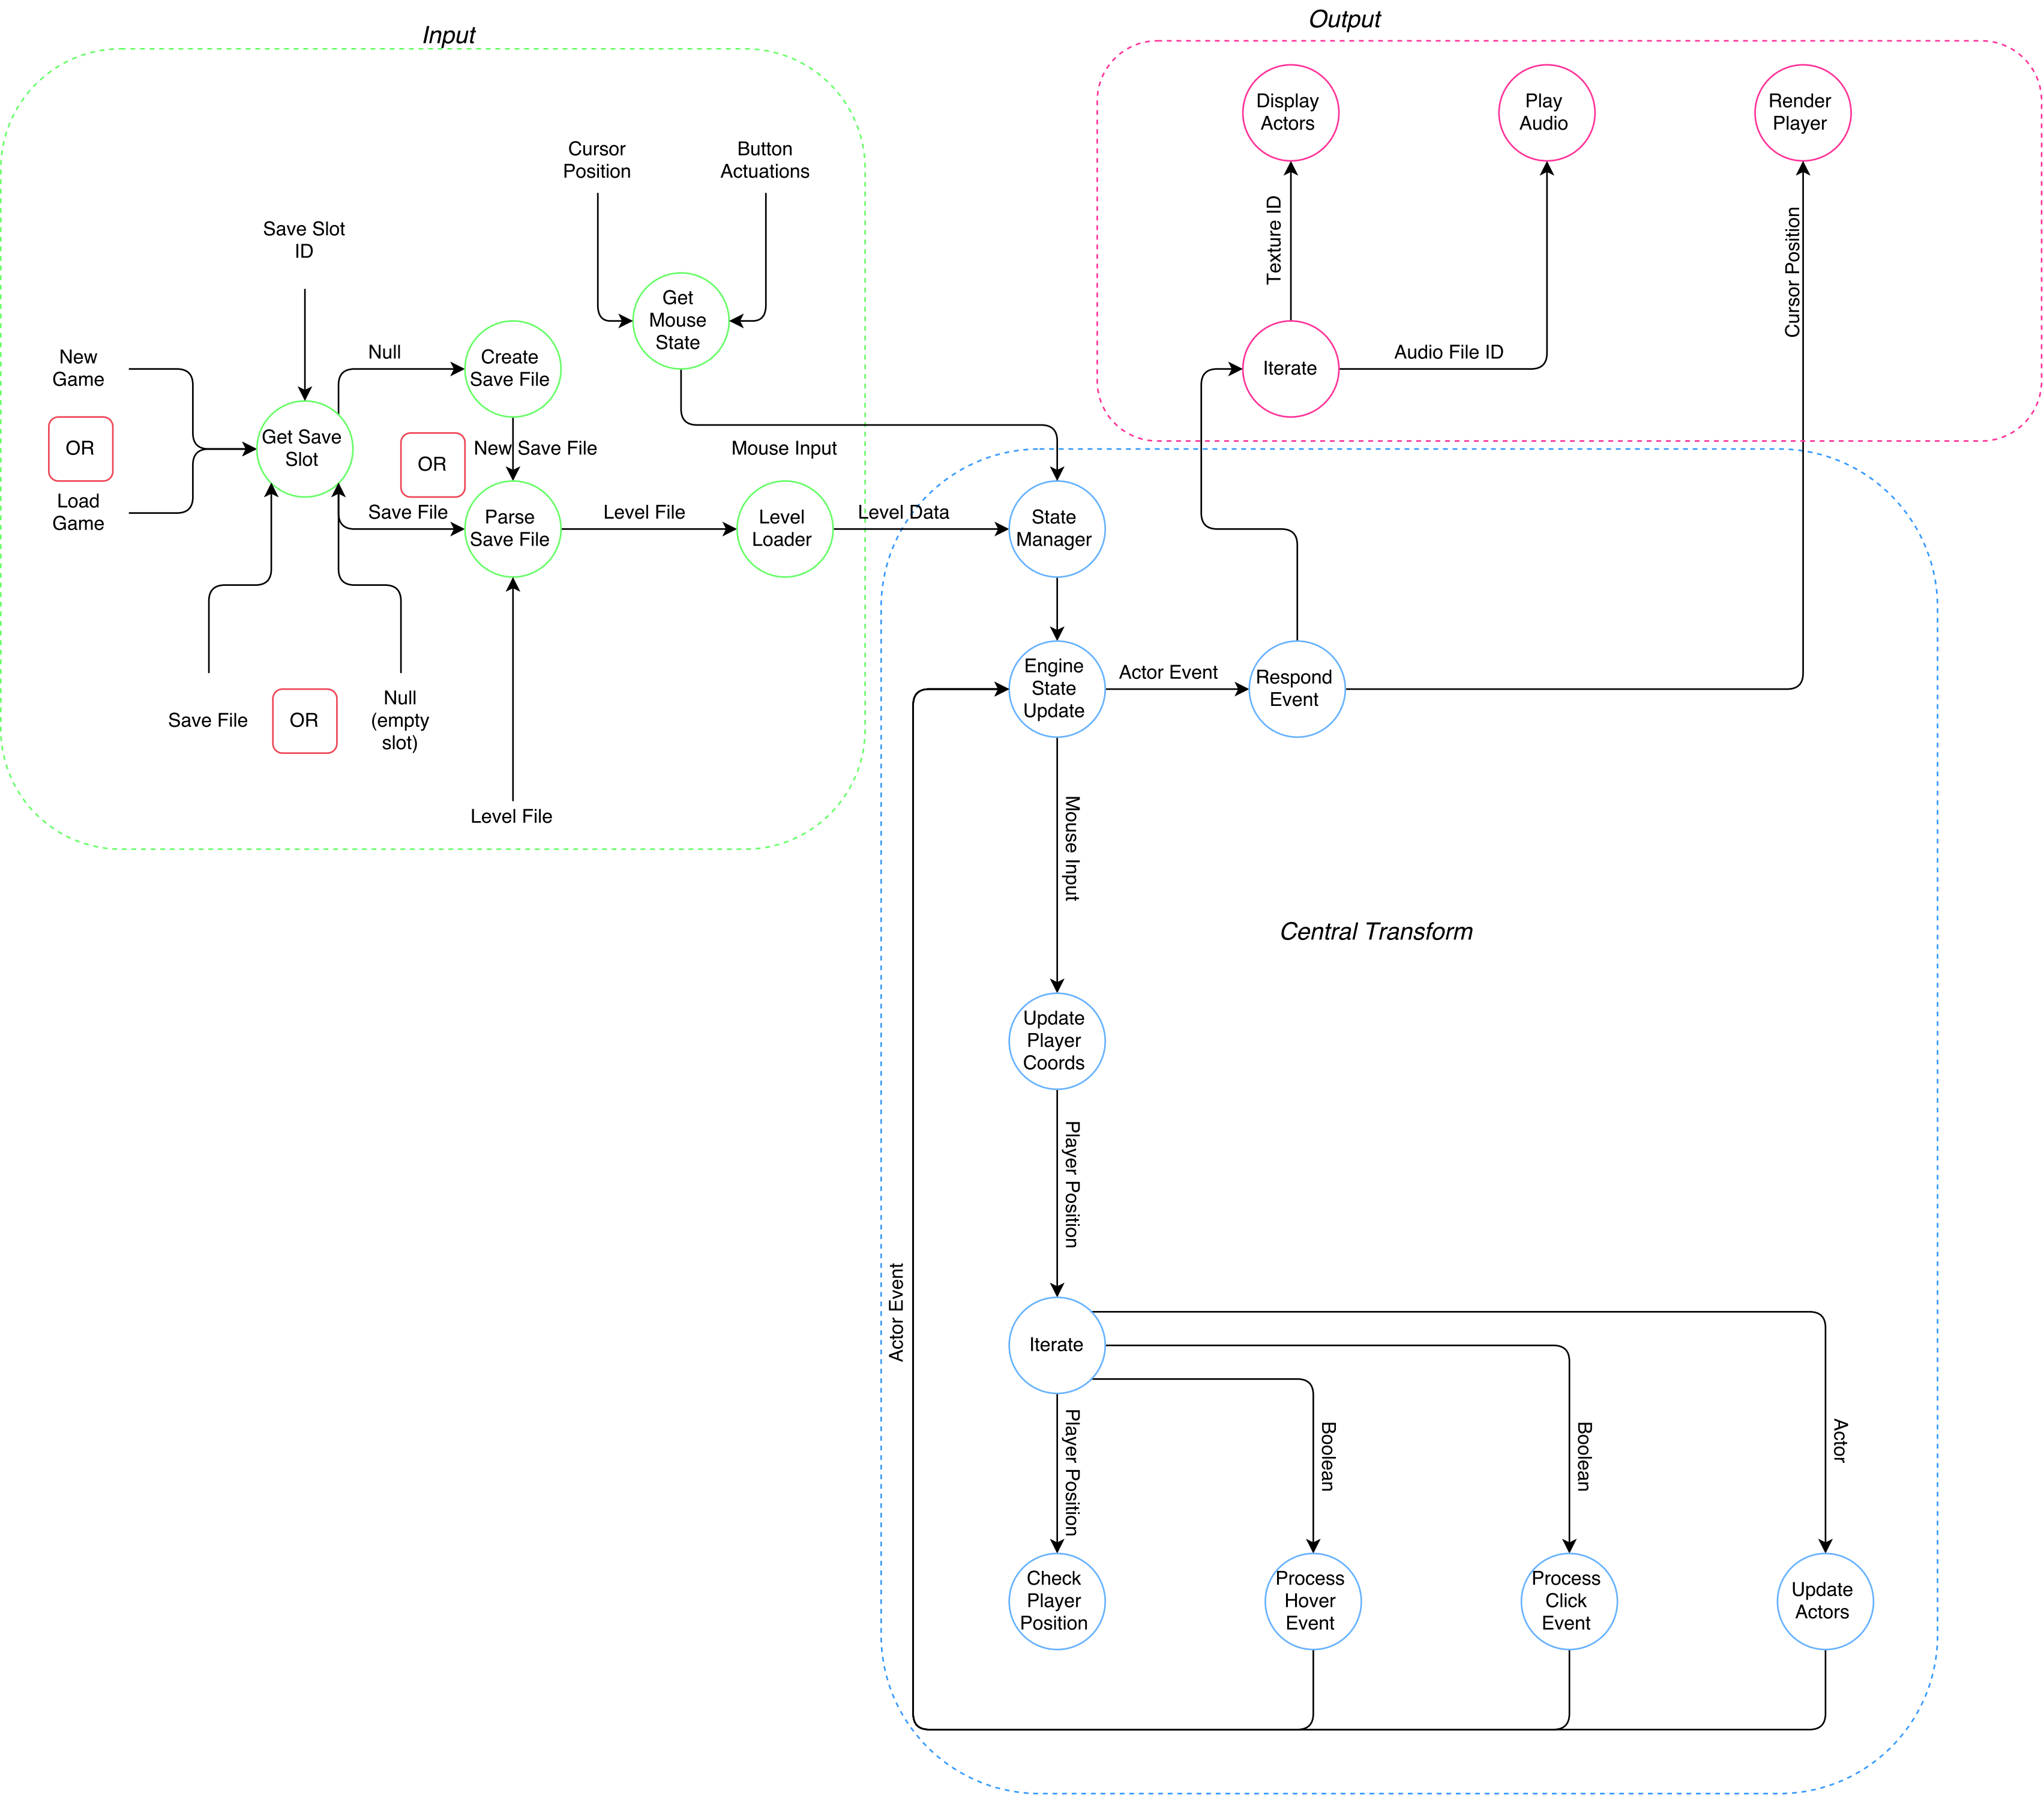 Input
Output
Display
Actors
Play
Audio
Render
Player
Cursor
Position
Button
Actuations
Save Slot
ID
Texture ID
Cursor Position
Get
Mouse
State
New
Game
Null
Create
Save File
Iterate
Audio File ID
OR
Get Save
Slot
OR
New Save File
Mouse Input
Load
Game
Save File
Parse
Save File
Level File
Level
Loader
Level Data
State
Manager
Engine
State
Update
Actor Event
Respond
Event
Save File
OR
Null
(empty
slot)
Level File
Mouse Input
Central Transform
Update
Player
Coords
Player Position
Actor Event
Iterate
Player Position
Boolean
Boolean
Actor
Check
Player
Position
Process
Hover
Event
Process
Click
Event
Update
Actors